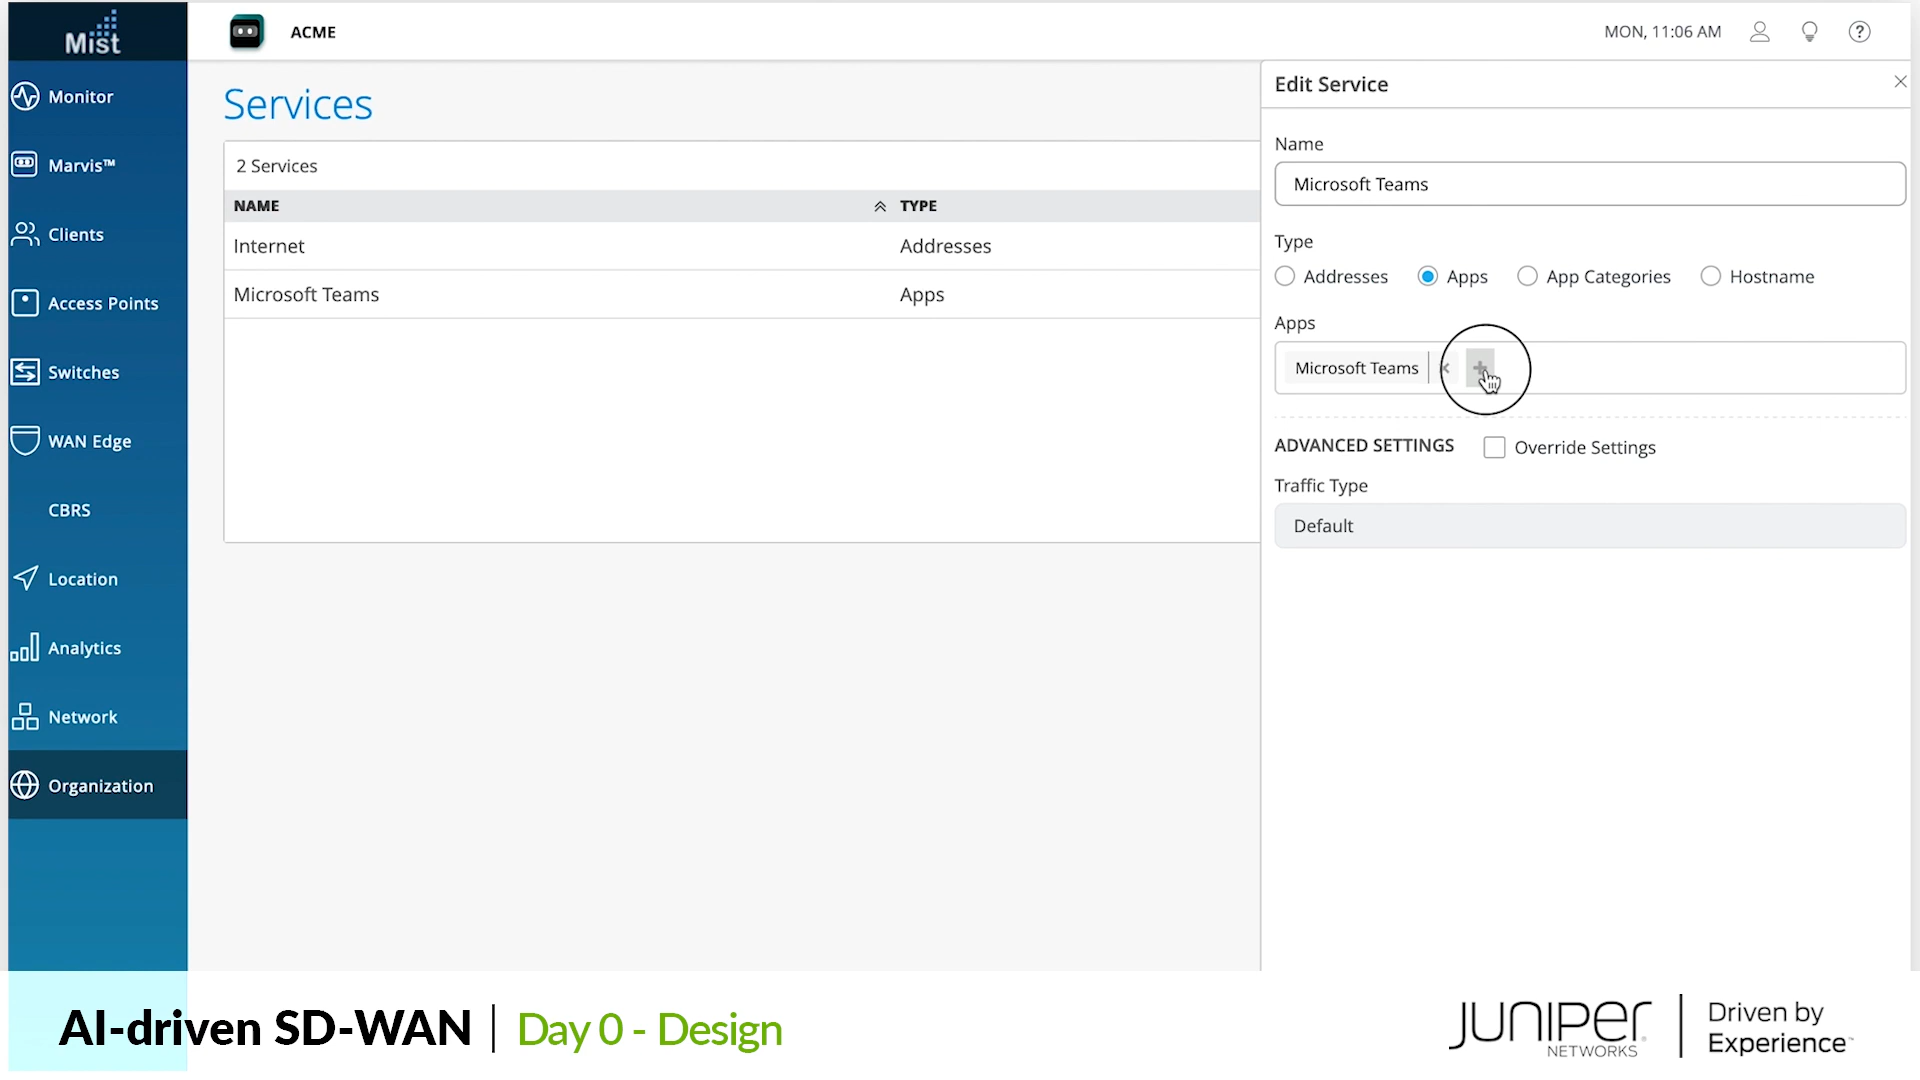 Mist
ACME
MON, 11:06 AM
Monitor
Marvis™
Clients
Access Points
Switches
WAN Edge
CBRS
Location
Analytics
Network
Organization
Services
2 Services
NAME TYPE
Internet Addresses
Microsoft Teams Apps
Edit Service
Name
Microsoft Teams
Type
Addresses Apps App Categories Hostname
Apps
Microsoft Teams
ADVANCED SETTINGS Override Settings
Traffic Type
Default
AI-driven SD-WAN | Day 0 - Design
JUNIPER
NETWORKS
Driven by
Experience™